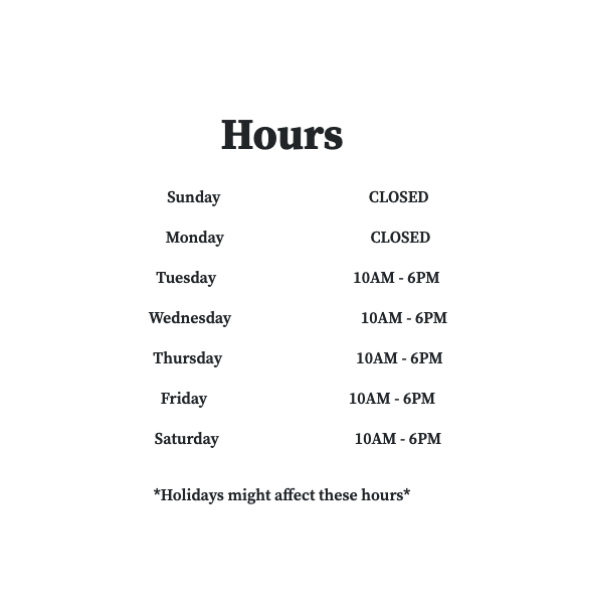 Hours
Sunday CLOSED
Monday CLOSED
Tuesday 10AM - 6PM
Wednesday 10AM - 6PM
Thursday 10AM - 6PM
Friday 10AM - 6PM
Saturday 10AM - 6PM
*Holidays might affect these hours*